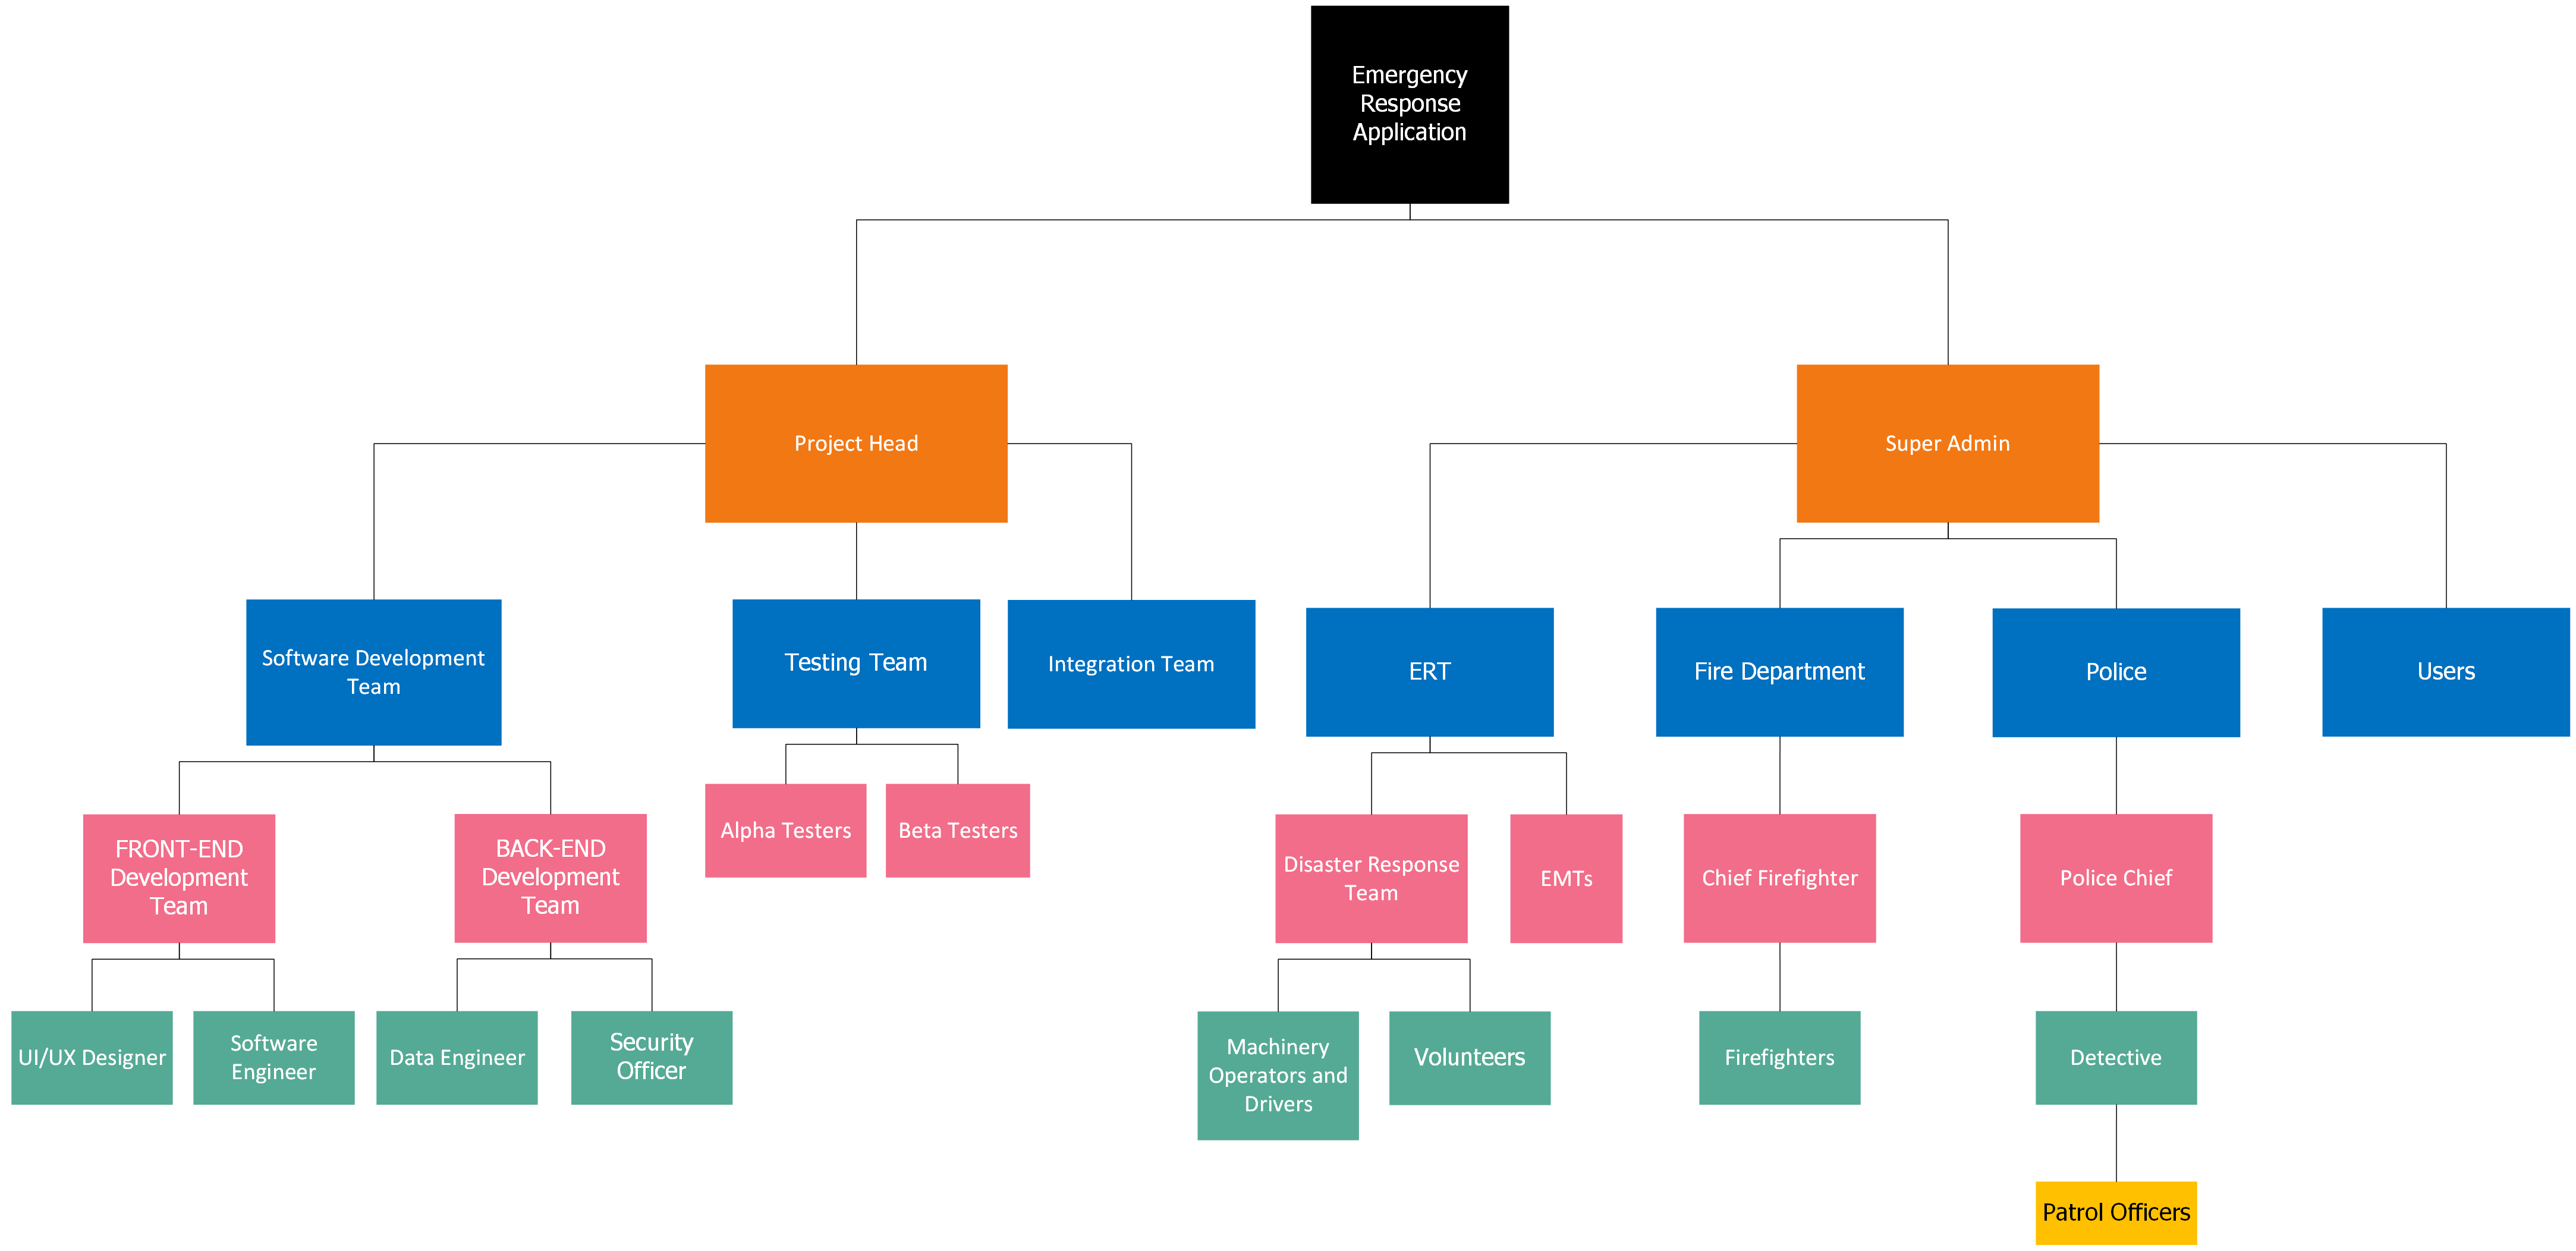 Emergency
Response
Application
Project Head
Super Admin
Software Development
Team
Testing Team
Integration Team
ERT
Fire Department
Police
Users
FRONT-END
Development
Team
BACK-END
Development
Team
Alpha Testers
Beta Testers
Disaster Response
Team
EMTs
Chief Firefighter
Police Chief
UI/UX Designer
Software
Engineer
Data Engineer
Security
Officer
Machinery
Operators and
Drivers
Volunteers
Firefighters
Detective
Patrol Officers